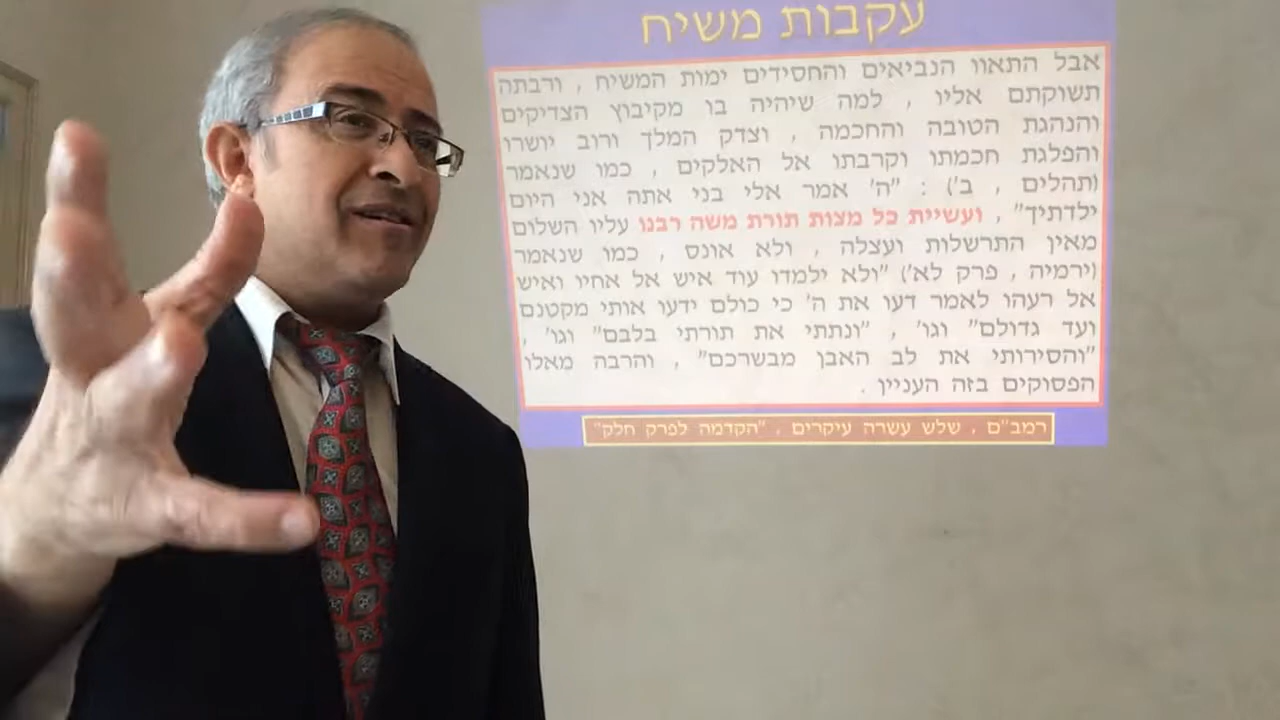 עקבות משיח
אבל התאוו הנביאים והחסידים ימות המשיח , ורבתה
תשוקתם אליו , למה שיהיה בו מקיבוץ הצדיקים
והנהגת הטובה והחכמה , וצדק המלך ורוב יושרו
והפלגת חכמתו וקרבתו אל האלקים , כמו שנאמר
(תהלים , ב') : "ה' אמר אלי בני אתה אני היום
ילדתיך" , ועשיית כל מצות תורת משה רבנו עליו השלום
מאין התרשלות ועצלה , ולא אונס , כמו שנאמר
(ירמיה , פרק לא') "ולא ילמדו עוד איש אל אחיו ואיש
אל רעהו לאמר דעו את ה' כי כולם ידעו אותי מקטנם
ועד גדולם" וגו' , "ונתתי את תורתי בלבם" וגו' ,
"והסירותי את לב האבן מבשרכם" , והרבה מאלו
הפסוקים בזה העניין .
רמב"ם , שלש עשרה עיקרים , "הקדמה לפרק חלק"